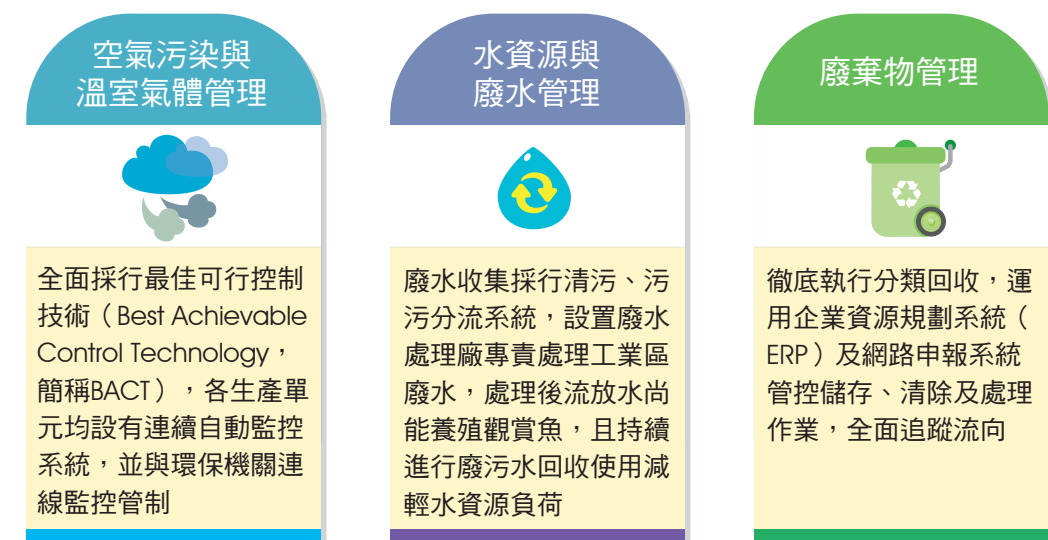 空氣污染與
溫室氣體管理
全面採行最佳可行控制
技術（Best Achievable
Control Technology，
簡稱BACT），各生產單
元均設有連續自動監控
系統，並與環保機關連
線監控管制
水資源與
廢水管理
廢水收集採行清污、污
污分流系統，設置廢水
處理廠專責處理工業區
廢水，處理後流放水尚
能養殖觀賞魚，且持續
進行廢污水回收使用減
輕水資源負荷
廢棄物管理
徹底執行分類回收，運
用企業資源規劃系統（
ERP）及網路申報系統
管控儲存、清除及處理
作業，全面追蹤流向